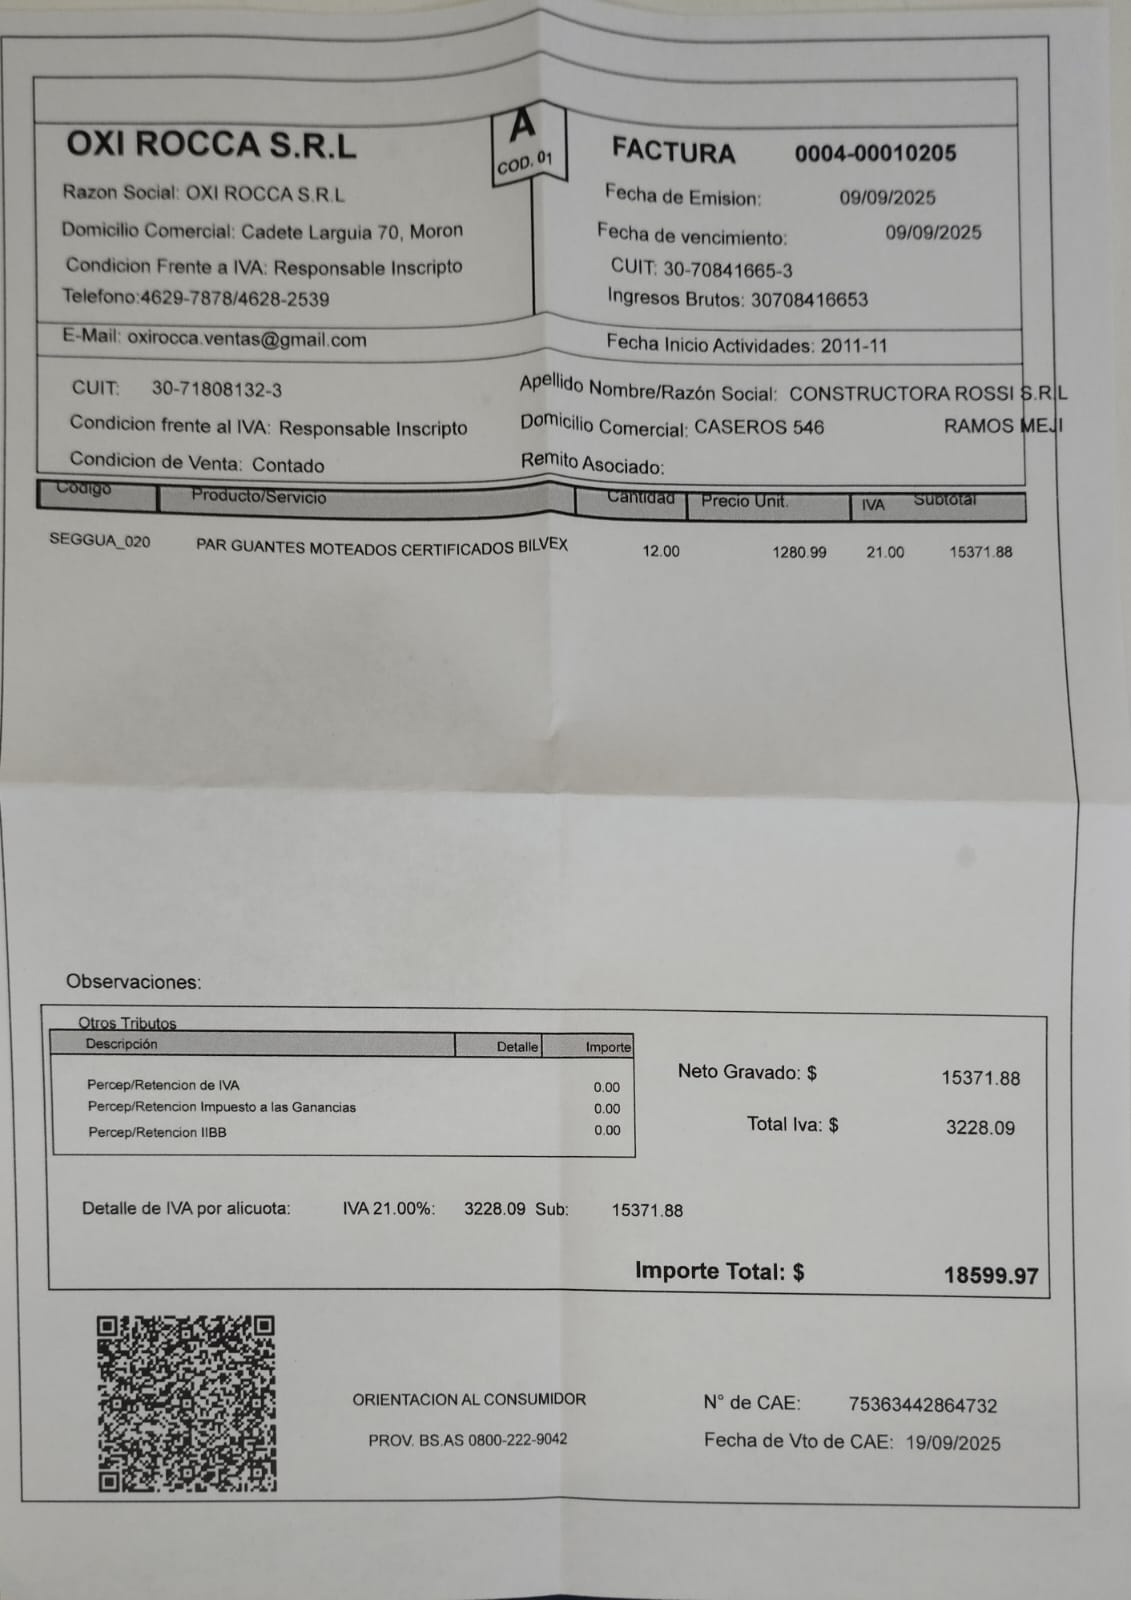 OXI ROCCA S.R.L
A
COD. 01
FACTURA 0004-00010205
Razon Social: OXI ROCCA S.R.L
Fecha de Emision: 09/09/2025
Domicilio Comercial: Cadete Larguia 70, Moron
Fecha de vencimiento: 09/09/2025
Condicion Frente a IVA: Responsable Inscripto
CUIT: 30-70841665-3
Telefono:4629-7878/4628-2539
Ingresos Brutos: 30708416653
E-Mail: oxirocca.ventas@gmail.com
Fecha Inicio Actividades: 2011-11
CUIT: 30-71808132-3
Apellido Nombre/Razón Social: CONSTRUCTORA ROSSI S.R.L
Condicion frente al IVA: Responsable Inscripto
Domicilio Comercial: CASEROS 546 RAMOS MEJI
Condicion de Venta: Contado
Remito Asociado:
Codigo Producto/Servicio Cantidad Precio Unit. IVA Subtotal
SEGGUA_020 PAR GUANTES MOTEADOS CERTIFICADOS BILVEX 12.00 1280.99 21.00 15371.88
Observaciones:
Otros Tributos
Descripción Detalle Importe
Percep/Retencion de IVA 0.00
Percep/Retencion Impuesto a las Ganancias 0.00
Percep/Retencion IIBB 0.00
Neto Gravado: $ 15371.88
Total Iva: $ 3228.09
Detalle de IVA por alicuota: IVA 21.00%: 3228.09 Sub: 15371.88
Importe Total: $ 18599.97
ORIENTACION AL CONSUMIDOR
PROV. BS.AS 0800-222-9042
N° de CAE: 75363442864732
Fecha de Vto de CAE: 19/09/2025